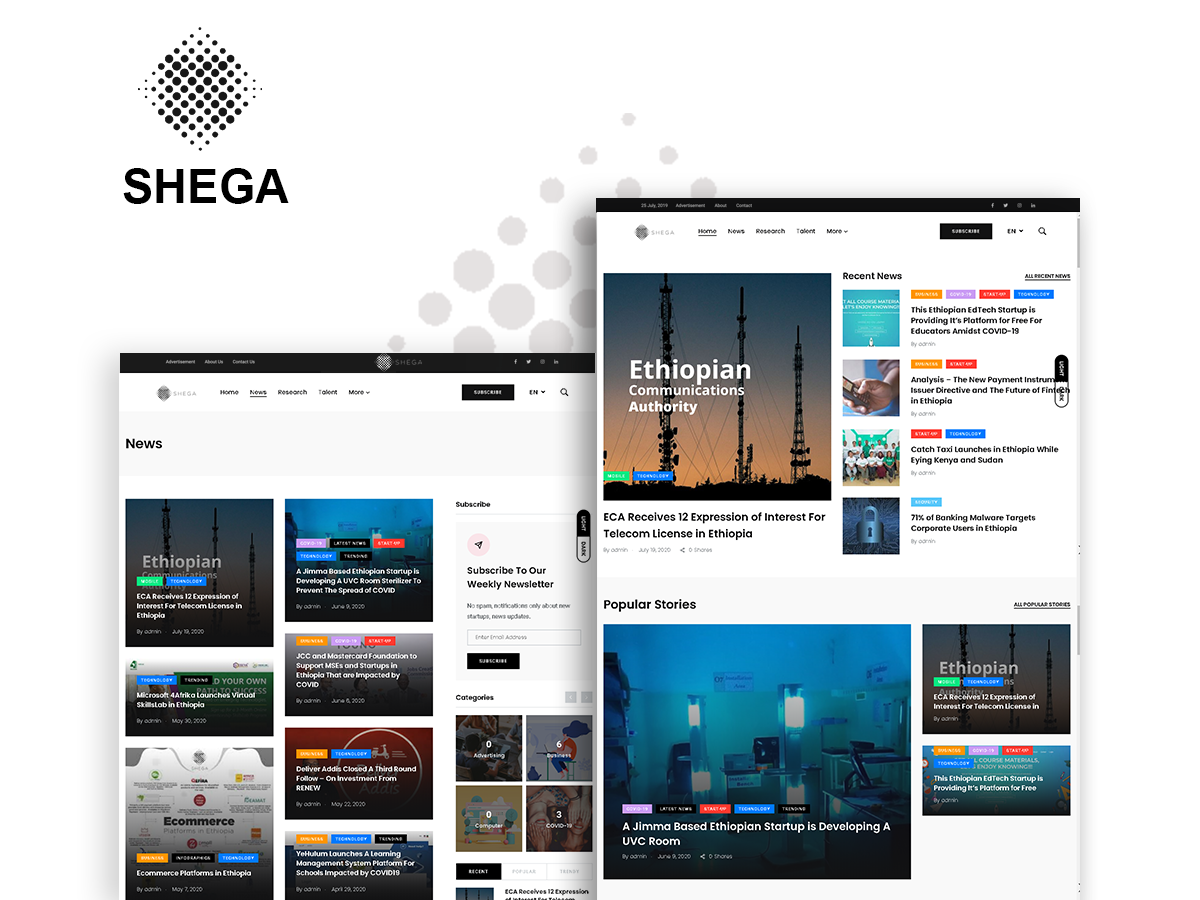 SHEGA
25 July, 2019 Advertisement About Contact
SHEGA Home News Research Talent More SUBSCRIBE EN
Ethiopian
Communications
Authority
MOBILE TECHNOLOGY
ECA Receives 12 Expression of Interest For
Telecom License in Ethiopia
By admin July 19, 2020 0 Shares
Recent News ALL RECENT NEWS
BUSINESS COVID-19 START-UP TECHNOLOGY
This Ethiopian EdTech Startup is
Providing It's Platform for Free For
Educators Amidst COVID-19
By admin
BUSINESS START-UP
Analysis – The New Payment Instrum
Issuer Directive and The Future of Fintech
in Ethiopia
By admin
LIGHT
DARK
START-UP TECHNOLOGY
Catch Taxi Launches in Ethiopia While
Eying Kenya and Sudan
By admin
SECURITY
71% of Banking Malware Targets
Corporate Users in Ethiopia
By admin
Popular Stories ALL POPULAR STORIES
COVID-19 LATEST NEWS START-UP TECHNOLOGY TRENDING
A Jimma Based Ethiopian Startup is Developing A
UVC Room
By admin June 9, 2020 0 Shares
Ethiopian
MOBILE TECHNOLOGY
ECA Receives 12 Expression of
Interest For Telecom License in
By admin
BUSINESS COVID-19 START-UP
TECHNOLOGY
This Ethiopian EdTech Startup is
Providing It's Platform for Free
By admin
Advertisement About Us Contact Us SHEGA
SHEGA Home News Research Talent More SUBSCRIBE EN
News
Ethiopian
Communications
MOBILE TECHNOLOGY
ECA Receives 12 Expression of
Interest For Telecom License in
Ethiopia
By admin July 19, 2020
D YOUR OWN
PATH TO SUCCESS
TECHNOLOGY TRENDING
Microsoft 4Afrika Launches Virtual
SkillsLab in Ethiopia
By admin May 30, 2020
SHEGA
Ecommerce
Platforms in Ethiopia
BUSINESS INFOGRAPHICS TECHNOLOGY
Ecommerce Platforms in Ethiopia
By admin May 7, 2020
COVID-19 LATEST NEWS START-UP
TECHNOLOGY TRENDING
A Jimma Based Ethiopian Startup is
Developing A UVC Room Sterilizer To
Prevent The Spread of COVID
By admin June 9, 2020
BUSINESS COVID-19 START-UP
JCC and Mastercard Foundation to
Support MSEs and Startups in
Ethiopia That are Impacted by
COVID
By admin June 6, 2020
BUSINESS TECHNOLOGY
Deliver Addis Closed A Third Round
Follow – On Investment From
RENEW
By admin May 22, 2020
BUSINESS TECHNOLOGY TRENDING
YeHulum Launches A Learning
Management System Platform For
Schools Impacted by COVID19
By admin April 29, 2020
Subscribe
Subscribe To Our
Weekly Newsletter
No spam, notifications only about new
startups, news updates.
Enter Email Address
SUBSCRIBE
LIGHT
DARK
Categories
0
Advertising
6
Business
0
Computer
3
COVID-19
RECENT POPULAR TRENDY
ECA Receives 12 Expression
of Interest For Telecom